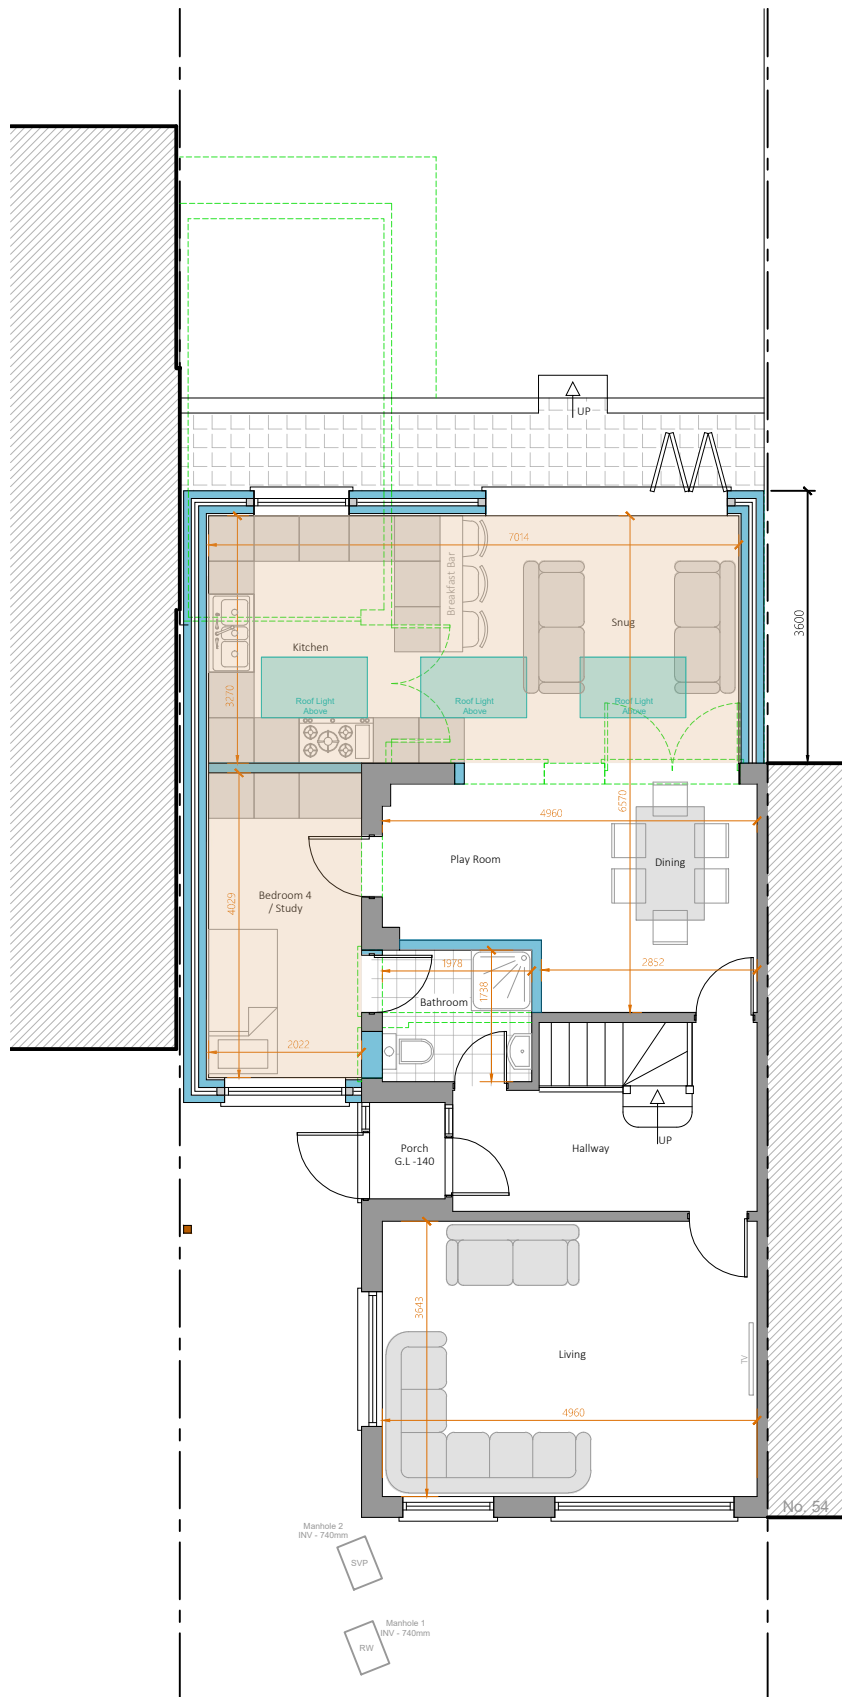 UP
7014
Breakfast Bar
Snug
3600
Kitchen
Roof Light
Above
Roof Light
Above
Roof Light
Above
3270
6570
4960
Play Room
Dining
4029
Bedroom 4
/ Study
1978
1738
2852
Bathroom
2022
Porch
G.L -140
Hallway
UP
3643
Living
TV
4960
No. 54
Manhole 2
INV - 740mm
SVP
Manhole 1
INV - 740mm
RW